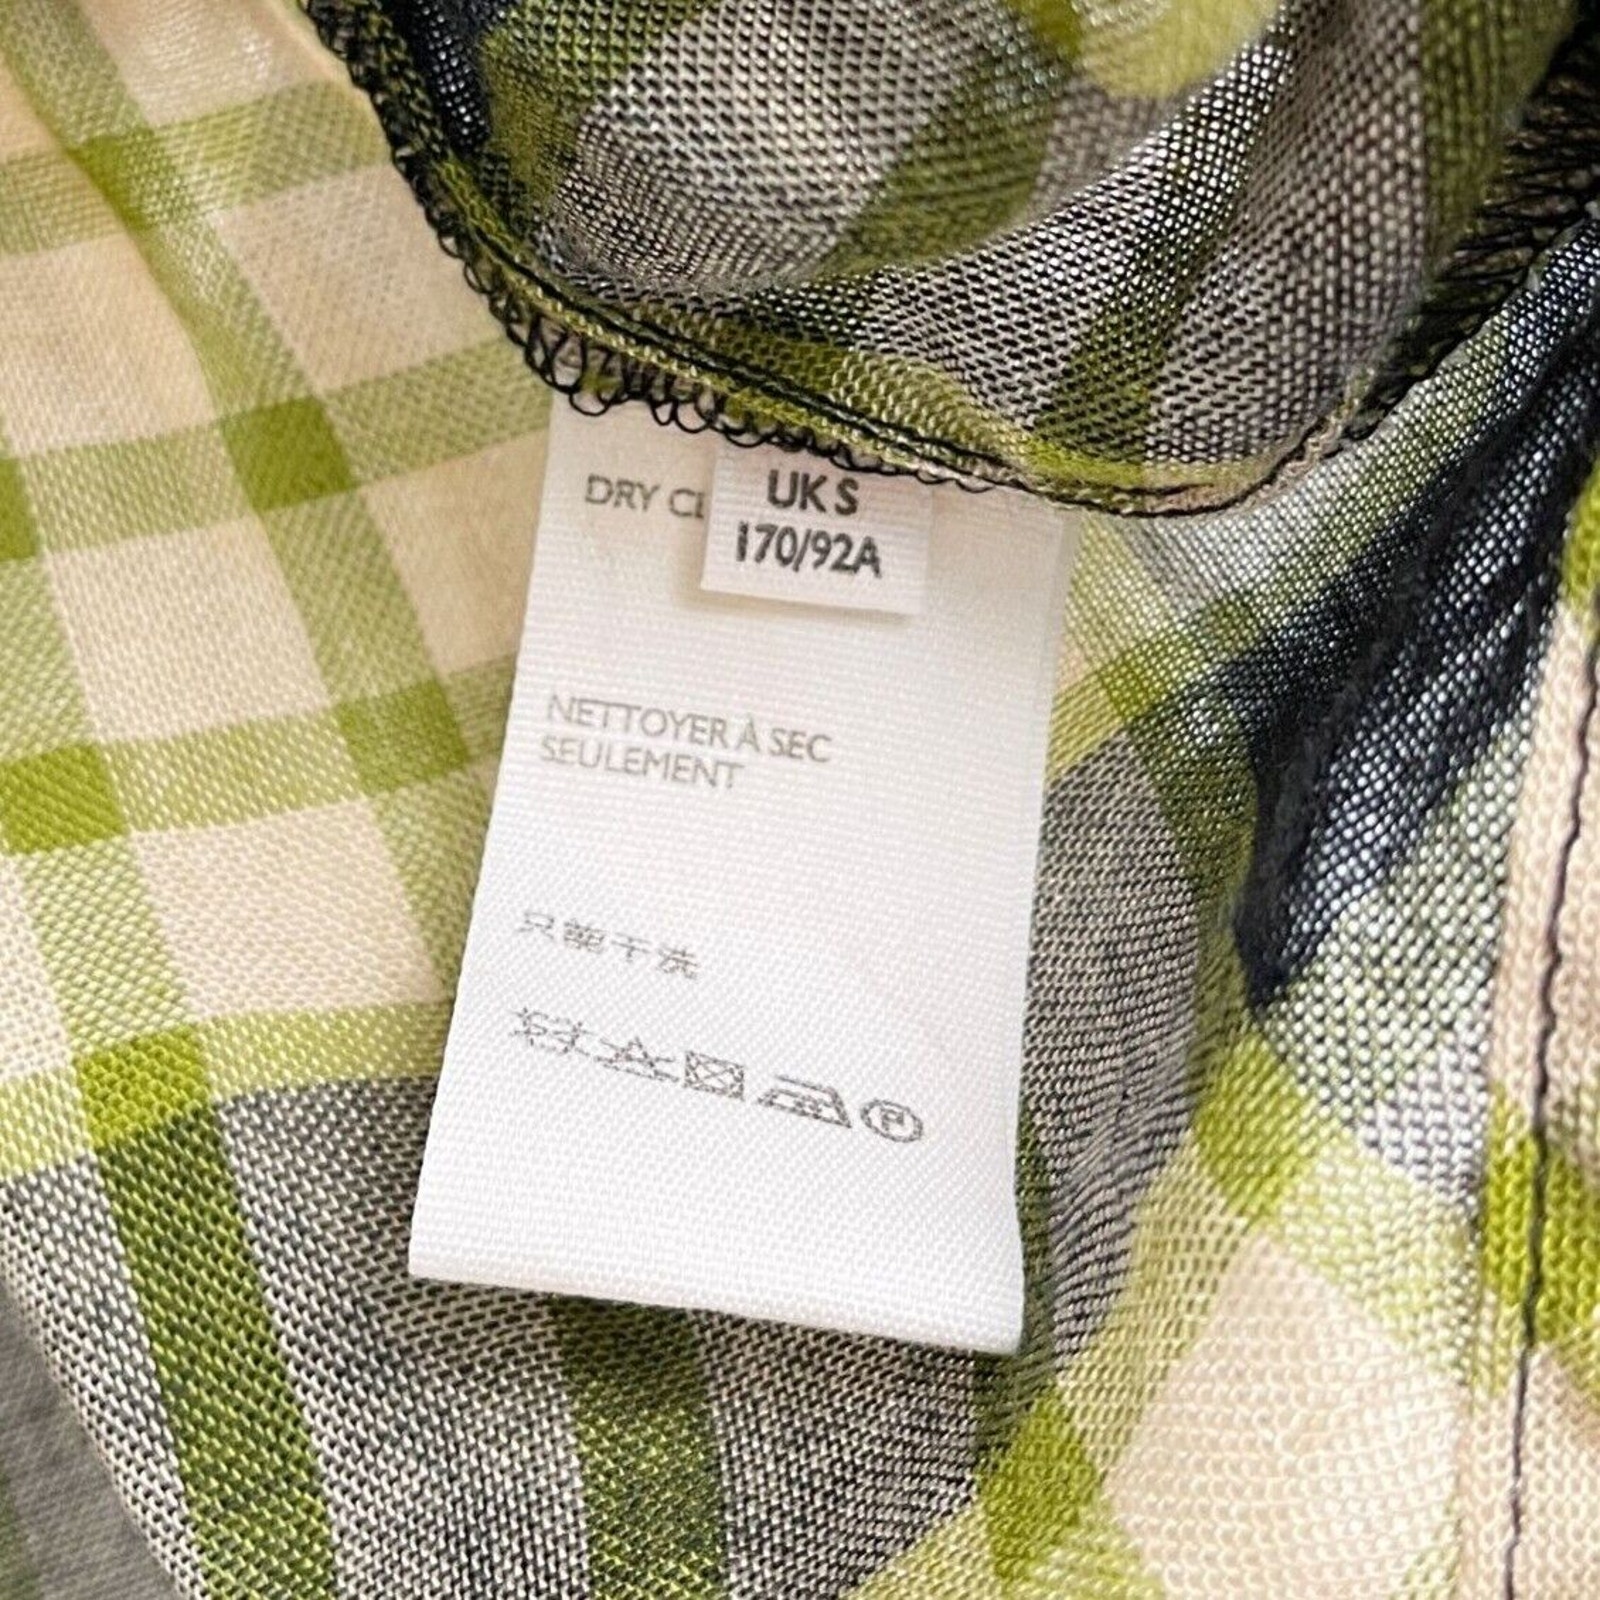 DRY CL
UK S
170/92A
NETTOYER À SEC
SEULEMENT
只能干洗
P